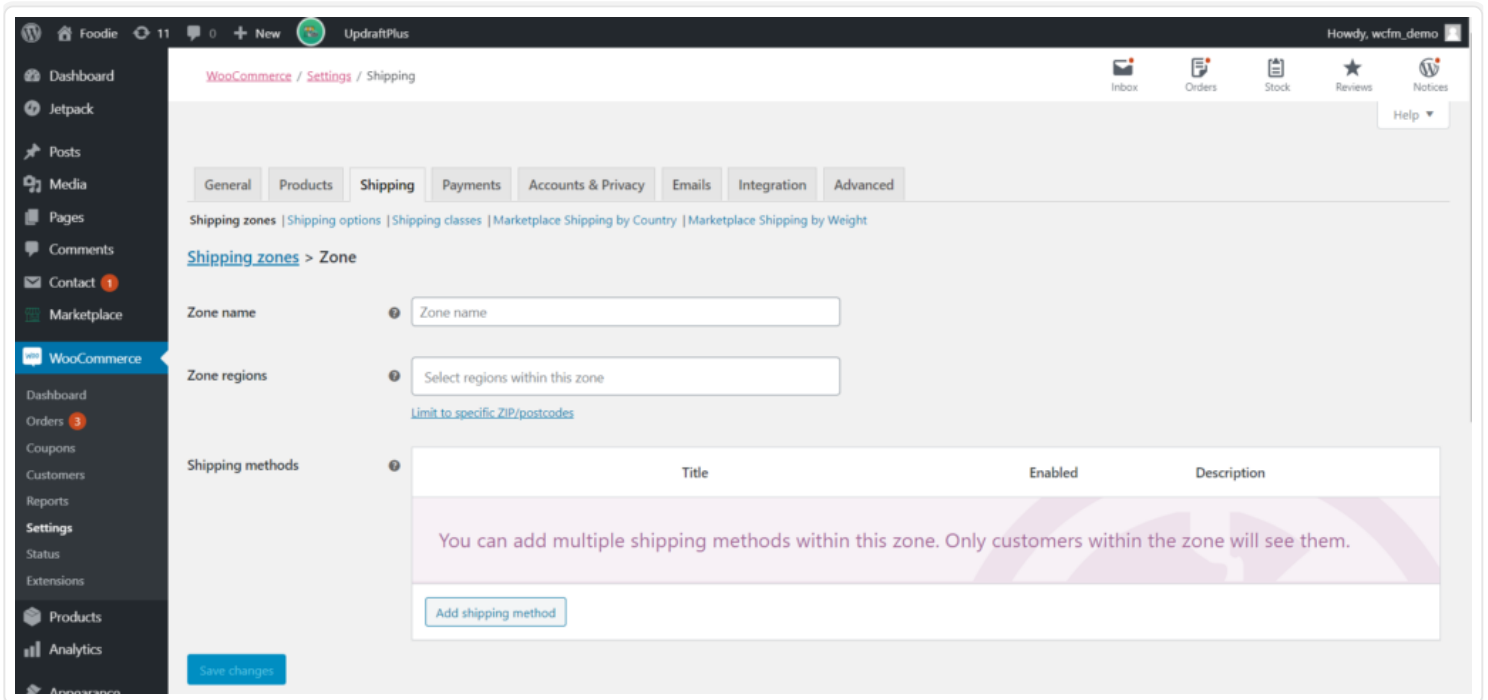 Foodie 11 0 New UpdraftPlus Howdy, wcfm_demo
Dashboard
Jetpack
Posts
Media
Pages
Comments
Contact 1
Marketplace
WooCommerce
Dashboard
Orders 3
Coupons
Customers
Reports
Settings
Status
Extensions
Products
Analytics
Appearance
WooCommerce / Settings / Shipping
Inbox Orders Stock Reviews Notices
Help ▼
General Products Shipping Payments Accounts & Privacy Emails Integration Advanced
Shipping zones | Shipping options | Shipping classes | Marketplace Shipping by Country | Marketplace Shipping by Weight
Shipping zones > Zone
Zone name ? Zone name
Zone regions ? Select regions within this zone
Limit to specific ZIP/postcodes
Shipping methods ? Title Enabled Description
You can add multiple shipping methods within this zone. Only customers within the zone will see them.
Add shipping method
Save changes